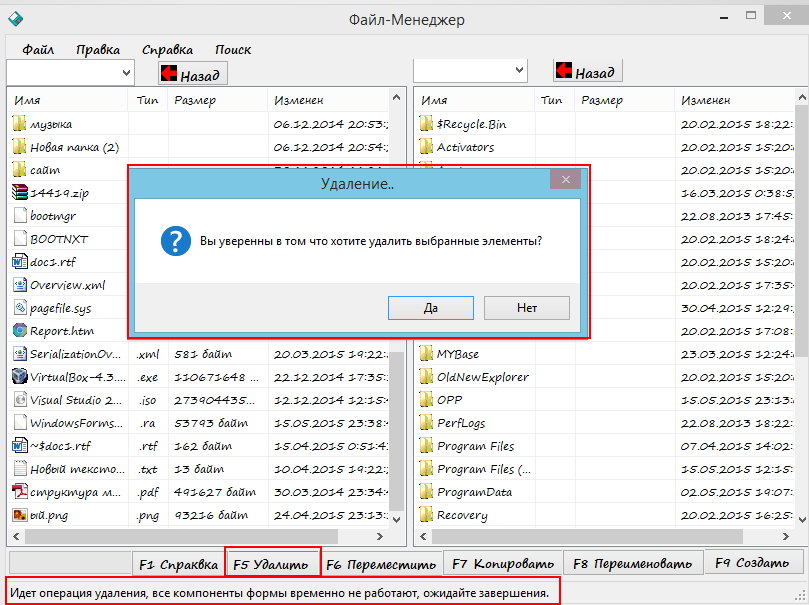 Файл-Менеджер
Файл Правка Справка Поиск
Назад Назад
Имя Тип Размер Изменен Имя Тип Размер Изменен
музыка 06.12.2014 20:53: $Recycle.Bin 20.02.2015 18:22:
Новая папка (2) 06.12.2014 20:54: Activators 20.02.2015 15:20:
сайт 20.02.2015 15:20:
Удаление..
14419.zip 16.03.2015 0:38:5
bootmgr 22.08.2013 17:45:
Вы уверенны в том что хотите удалить выбранные элементы?
BOOTNXT 20.02.2015 18:24:
doc1.rtf 20.02.2015 15:20:
Overview.xml 20.02.2015 17:35:
Да Нет
pagefile.sys 30.04.2015 12:29:
Report.htm 20.02.2015 17:08:
SerializationOv... .xml 581 байт 20.03.2015 19:22: MYBase 23.03.2015 12:24:
VirtualBox-4.3.... .exe 110671648 ... 22.12.2014 17:35: OldNewExplorer 20.02.2015 15:20:
Visual Studio 2... .iso 273904435... 12.12.2014 12:15: OPP 15.05.2015 23:13:
WindowsForms... .ra 53793 байт 15.05.2015 23:38: PerfLogs 22.08.2013 18:22:
~$doc1.rtf .rtf 162 байт 15.04.2015 0:51:4 Program Files 07.04.2015 14:02:
Новый тексто... .txt 13 байт 10.04.2015 19:22: Program Files (... 15.05.2015 12:15:
структура м... .pdf 491627 байт 30.03.2014 23:34: ProgramData 02.05.2015 19:07:
ый.png .png 93216 байт 24.04.2015 23:13: Recovery 20.02.2015 16:25:
F1 Справквa F5 Удалить F6 Переместить F7 Копировать F8 Переименовать F9 Создать
Идет операция удаления, все компоненты формы временно не работают, ожидайте завершения.